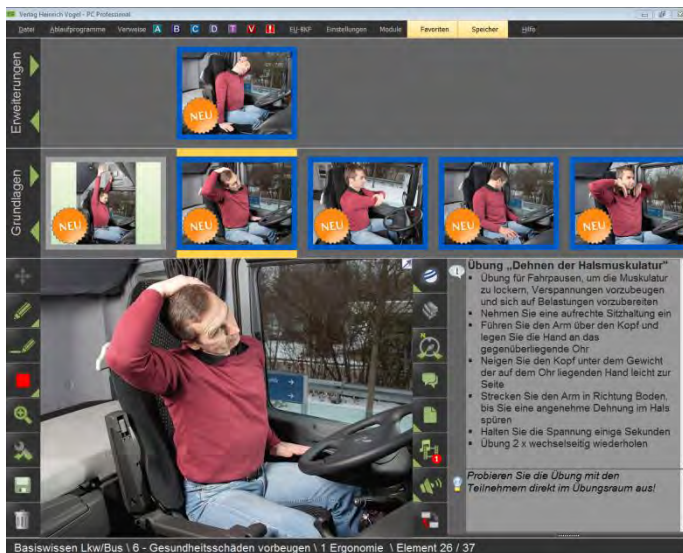 Verlag Heinrich Vogel - PC Professional
Datei Ablaufprogramme Verweise A B C D T V ! EU-BKF Einstellungen Module Favoriten Speicher Hilfe
Erweiterungen
NEU
Grundlagen
NEU NEU NEU NEU NEU
Übung „Dehnen der Halsmuskulatur"
• Übung für Fahrpausen, um die Muskulatur
zu lockern, Verspannungen vorzubeugen
und sich auf Belastungen vorzubereiten
• Nehmen Sie eine aufrechte Sitzhaltung ein
• Führen Sie den Arm über den Kopf und
legen Sie die Hand an das
gegenüberliegende Ohr
• Neigen Sie den Kopf unter dem Gewicht
der auf dem Ohr liegenden Hand leicht zur
Seite
• Strecken Sie den Arm in Richtung Boden,
bis Sie eine angenehme Dehnung im Hals
spüren
• Halten Sie die Spannung einige Sekunden
• Übung 2 x wechselseitig wiederholen
1
Probieren Sie die Übung mit den
Teilnehmern direkt im Übungsraum aus!
Basiswissen Lkw/Bus \ 6 - Gesundheitsschäden vorbeugen \ 1 Ergonomie \ Element 26 / 37